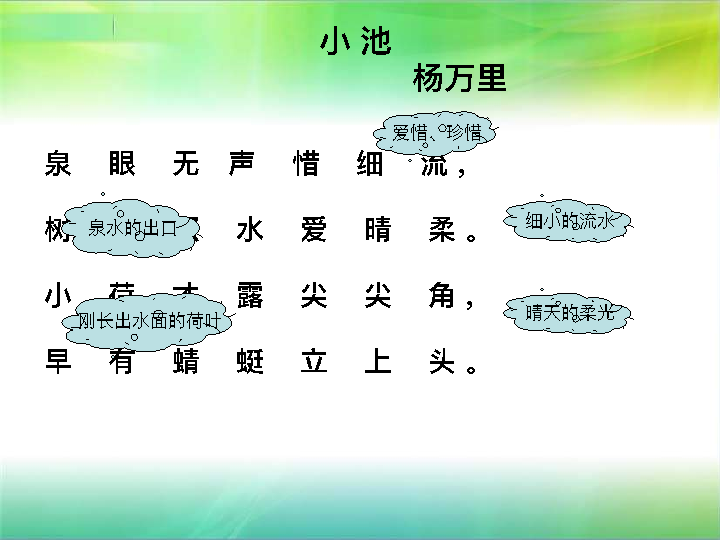 小 池
杨万里
爱惜、珍惜
泉 眼 无 声 惜 细 流，
树 水 爱 晴 柔。
泉水的出口
细小的流水
小 荷 才 露 尖 尖 角，
刚长出水面的荷叶
晴天的柔光
早 有 蜻 蜓 立 上 头。